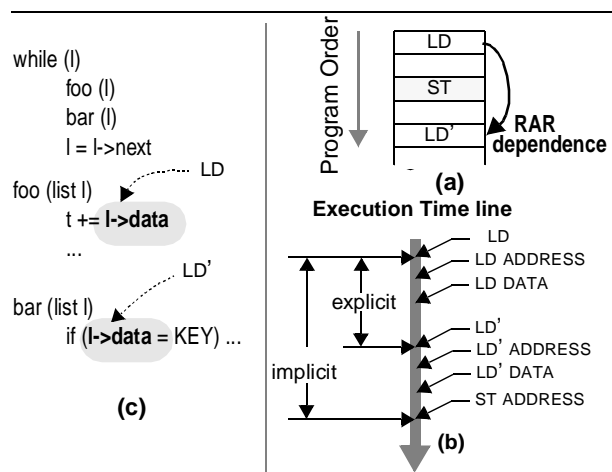 while (l)
foo (l)
bar (l)
l = l->next
LD
foo (list l)
t += l->data
...
LD'
bar (list l)
if (l->data = KEY) ...
(c)
Program Order
LD
ST
LD'
RAR
dependence
(a)
Execution Time line
LD
LD ADDRESS
LD DATA
explicit
LD'
LD' ADDRESS
implicit
LD' DATA
ST ADDRESS
(b)